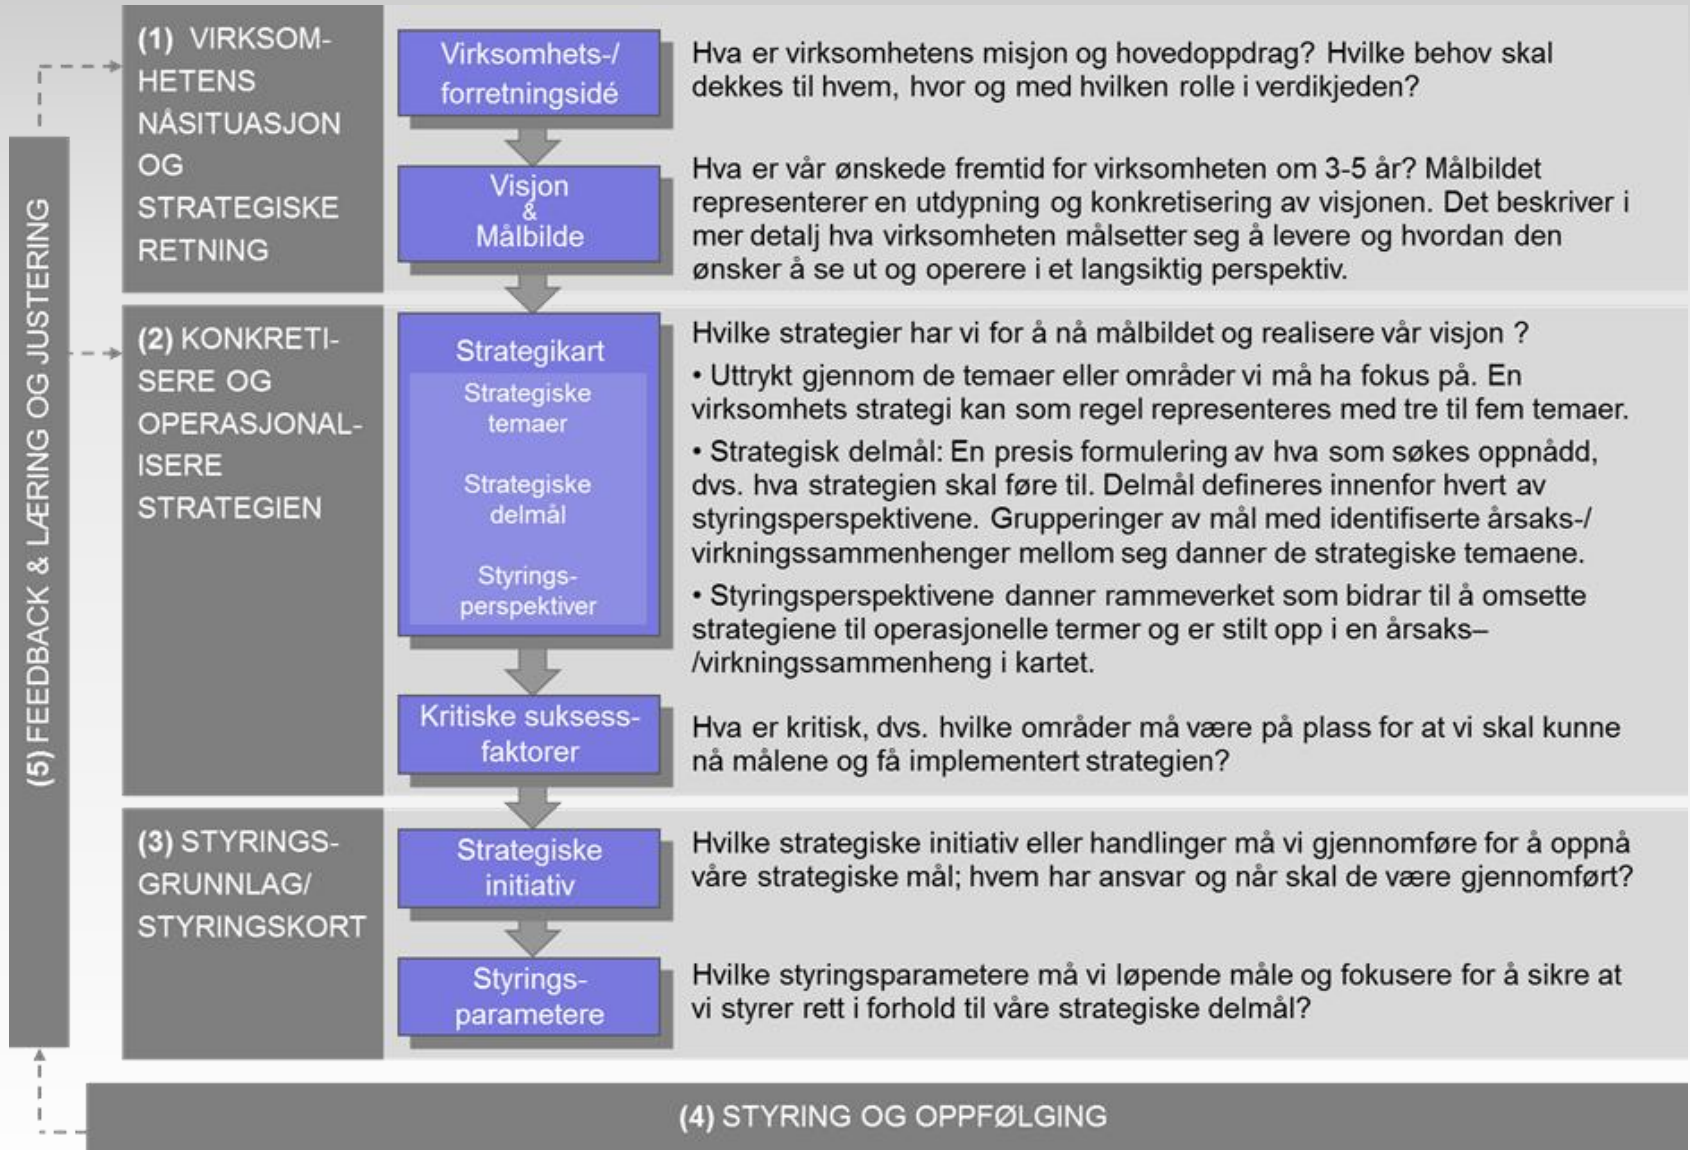 (1) VIRKSOM-
HETENS
NÅSITUASJON
OG
STRATEGISKE
RETNING
Virksomhets-/
forretningsidé
Hva er virksomhetens misjon og hovedoppdrag? Hvilke behov skal
dekkes til hvem, hvor og med hvilken rolle i verdikjeden?
Visjon
&
Målbilde
Hva er vår ønskede fremtid for virksomheten om 3-5 år? Målbildet
representerer en utdypning og konkretisering av visjonen. Det beskriver i
mer detalj hva virksomheten målsetter seg å levere og hvordan den
ønsker å se ut og operere i et langsiktig perspektiv.
(2) KONKRETI-
SERE OG
OPERASJONAL-
ISERE
STRATEGIEN
Strategikart
Strategiske
temaer
Strategiske
delmål
Styrings-
perspektiver
Hvilke strategier har vi for å nå målbildet og realisere vår visjon ?
• Uttrykt gjennom de temaer eller områder vi må ha fokus på. En
virksomhets strategi kan som regel representeres med tre til fem temaer.
• Strategisk delmål: En presis formulering av hva som søkes oppnådd,
dvs. hva strategien skal føre til. Delmål defineres innenfor hvert av
styringsperspektivene. Grupperinger av mål med identifiserte årsaks-/
virkningssammenhenger mellom seg danner de strategiske temaene.
• Styringsperspektivene danner rammeverket som bidrar til å omsette
strategiene til operasjonelle termer og er stilt opp i en årsaks–
/virkningssammenheng i kartet.
Kritiske suksess-
faktorer
Hva er kritisk, dvs. hvilke områder må være på plass for at vi skal kunne
nå målene og få implementert strategien?
(3) STYRINGS-
GRUNNLAG/
STYRINGSKORT
Strategiske
initiativ
Hvilke strategiske initiativ eller handlinger må vi gjennomføre for å oppnå
våre strategiske mål; hvem har ansvar og når skal de være gjennomført?
Styrings-
parametere
Hvilke styringsparametere må vi løpende måle og fokusere for å sikre at
vi styrer rett i forhold til våre strategiske delmål?
(4) STYRING OG OPPFØLGING
(5) FEEDBACK & LÆRING OG JUSTERING